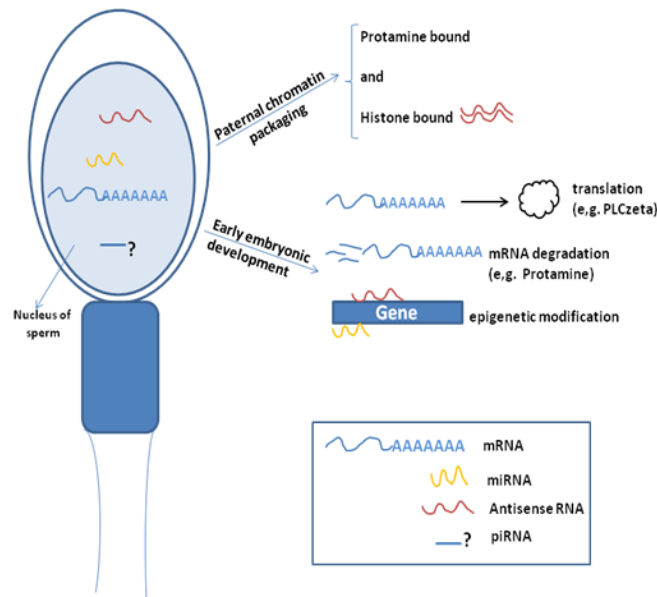 Protamine bound
and
Histone bound
Paternal chromatin
packaging
AAAAAAA
?
Nucleus of
sperm
Early embryonic
development
AAAAAAA
translation
(e,g. PLCzeta)
AAAAAAA
mRNA degradation
(e,g. Protamine)
Gene
epigenetic modification
AAAAAAA
mRNA
miRNA
Antisense RNA
?
piRNA